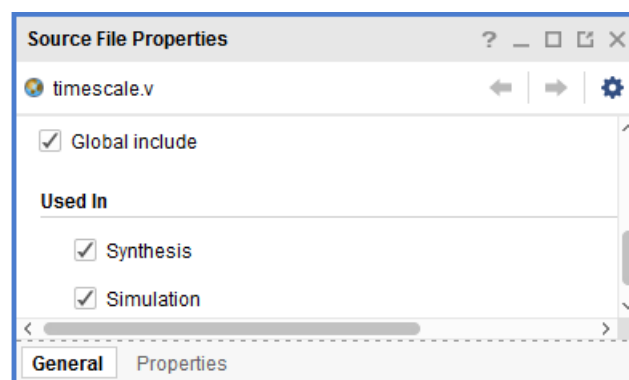 Source File Properties
timescale.v
Global include
Used In
Synthesis
Simulation
General Properties